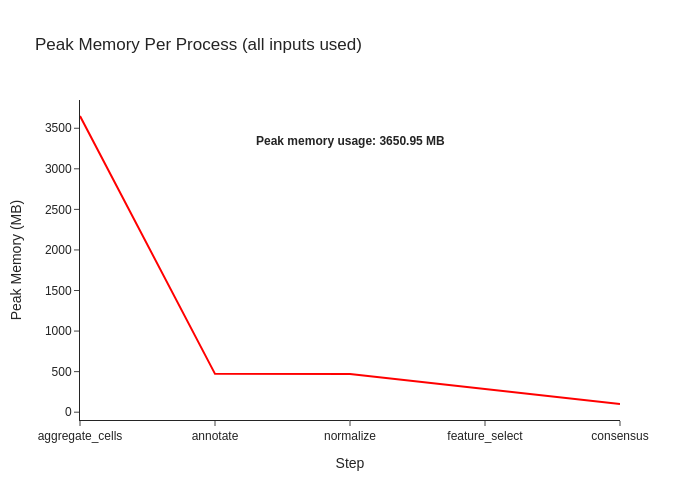 Peak Memory Per Process (all inputs used)
Peak memory usage: 3650.95 MB
Peak Memory (MB)
3500
3000
2500
2000
1500
1000
500
0
aggregate_cells annotate normalize feature_select consensus
Step